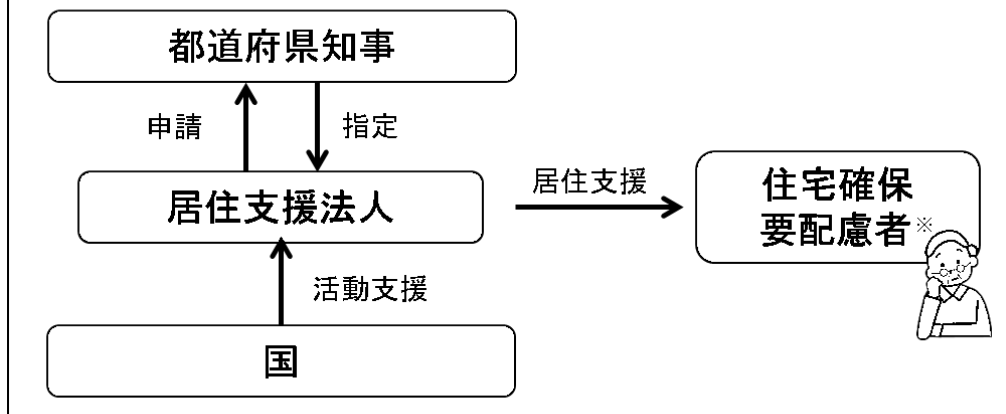 都道府県知事
申請
指定
居住支援法人
居住支援
住宅確保
要配慮者※
活動支援
国